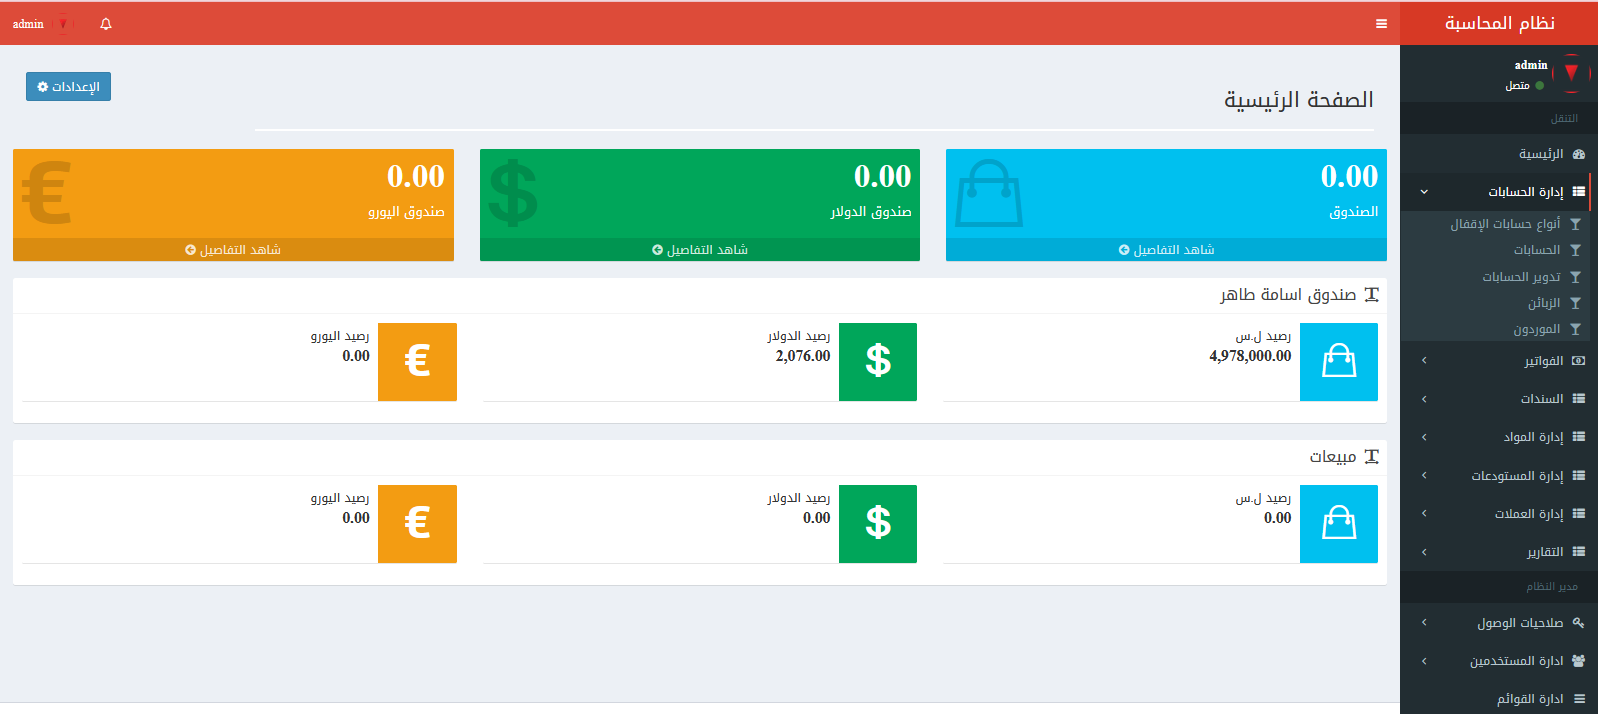 نظام المحاسبة
admin
admin
متصل
التنقل
الرئيسية
إدارة الحسابات
أنواع حسابات الإقفال
الحسابات
تدوير الحسابات
الزبائن
الموردون
الفواتير
السندات
إدارة المواد
إدارة المستودعات
إدارة العملات
التقارير
مدير النظام
صلاحيات الوصول
ادارة المستخدمين
ادارة القوائم
الصفحة الرئيسية
الإعدادات
0.00
الصندوق
شاهد التفاصيل
0.00
صندوق الدولار
شاهد التفاصيل
$
0.00
صندوق اليورو
شاهد التفاصيل
€
صندوق اسامة طاهر
رصيد ل.س
4,978,000.00
$
رصيد الدولار
2,076.00
€
رصيد اليورو
0.00
مبيعات
رصيد ل.س
0.00
$
رصيد الدولار
0.00
€
رصيد اليورو
0.00